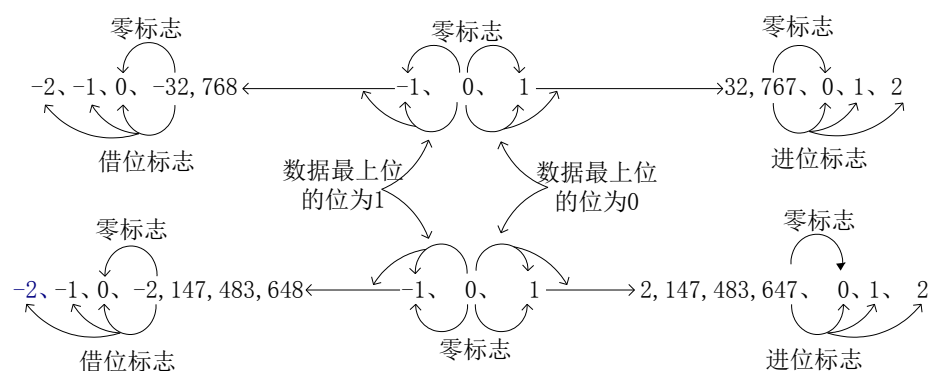 零标志 零标志 零标志
-2、-1、0、-32,768 -1、 0、 1 32,767、0、1、2
借位标志 进位标志
数据最上位
的位为1
数据最上位
的位为0
零标志 零标志
-2、-1、0、-2,147,483,648 -1、 0、 1 2,147,483,647、 0、1、 2
借位标志 零标志 进位标志